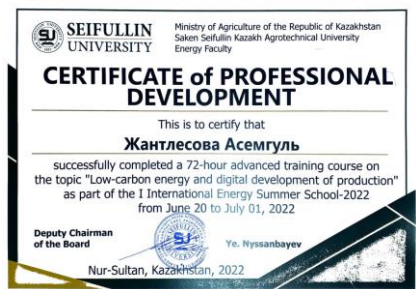 SEIFULLIN
UNIVERSITY
Ministry of Agriculture of the Republic of Kazakhstan
Saken Seifullin Kazakh Agrotechnical University
Energy Faculty
CERTIFICATE of PROFESSIONAL
DEVELOPMENT
This is to certify that
Жантлесова Асемгуль
successfully completed a 72-hour advanced training course on
the topic "Low-carbon energy and digital development of production"
as part of the I International Energy Summer School-2022
from June 20 to July 01, 2022
Deputy Chairman
of the Board
Ye. Nyssanbayev
Nur-Sultan, Kazakhstan, 2022